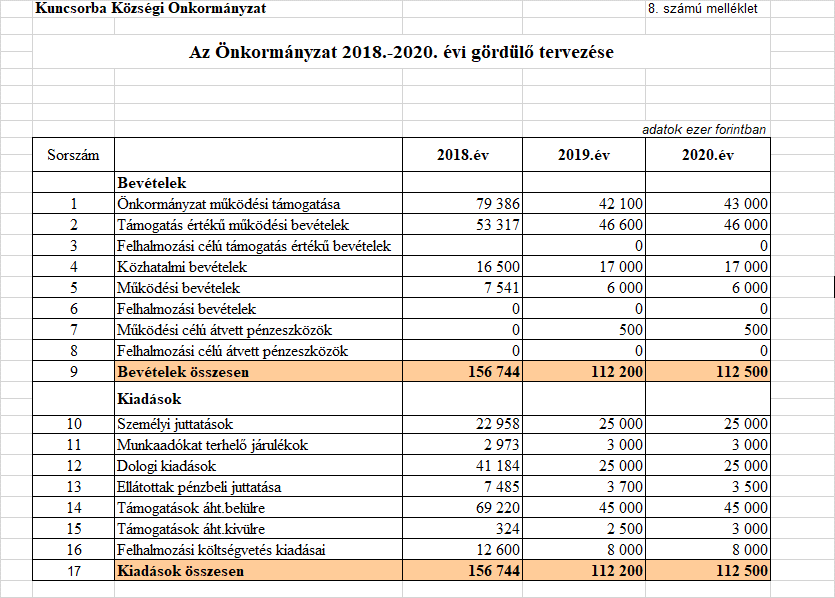 Kuncsorba Községi Önkormányzat 8. számú melléklet
Az Önkormányzat 2018.-2020. évi gördülő tervezése
adatok ezer forintban
Sorszám 2018.év 2019.év 2020.év
Bevételek
1 Önkormányzat működési támogatása 79 386 42 100 43 000
2 Támogatás értékű működési bevételek 53 317 46 600 46 000
3 Felhalmozási célú támogatás értékű bevételek 0 0
4 Közhatalmi bevételek 16 500 17 000 17 000
5 Működési bevételek 7 541 6 000 6 000
6 Felhalmozási bevételek 0 0 0
7 Működési célú átvett pénzeszközök 0 500 500
8 Felhalmozási célú átvett pénzeszközök 0 0 0
9 Bevételek összesen 156 744 112 200 112 500
Kiadások
10 Személyi juttatások 22 958 25 000 25 000
11 Munkaadókat terhelő járulékok 2 973 3 000 3 000
12 Dologi kiadások 41 184 25 000 25 000
13 Ellátottak pénzbeli juttatása 7 485 3 700 3 500
14 Támogatások áht.belülre 69 220 45 000 45 000
15 Támogatások áht.kivülre 324 2 500 3 000
16 Felhalmozási költségvetés kiadásai 12 600 8 000 8 000
17 Kiadások összesen 156 744 112 200 112 500